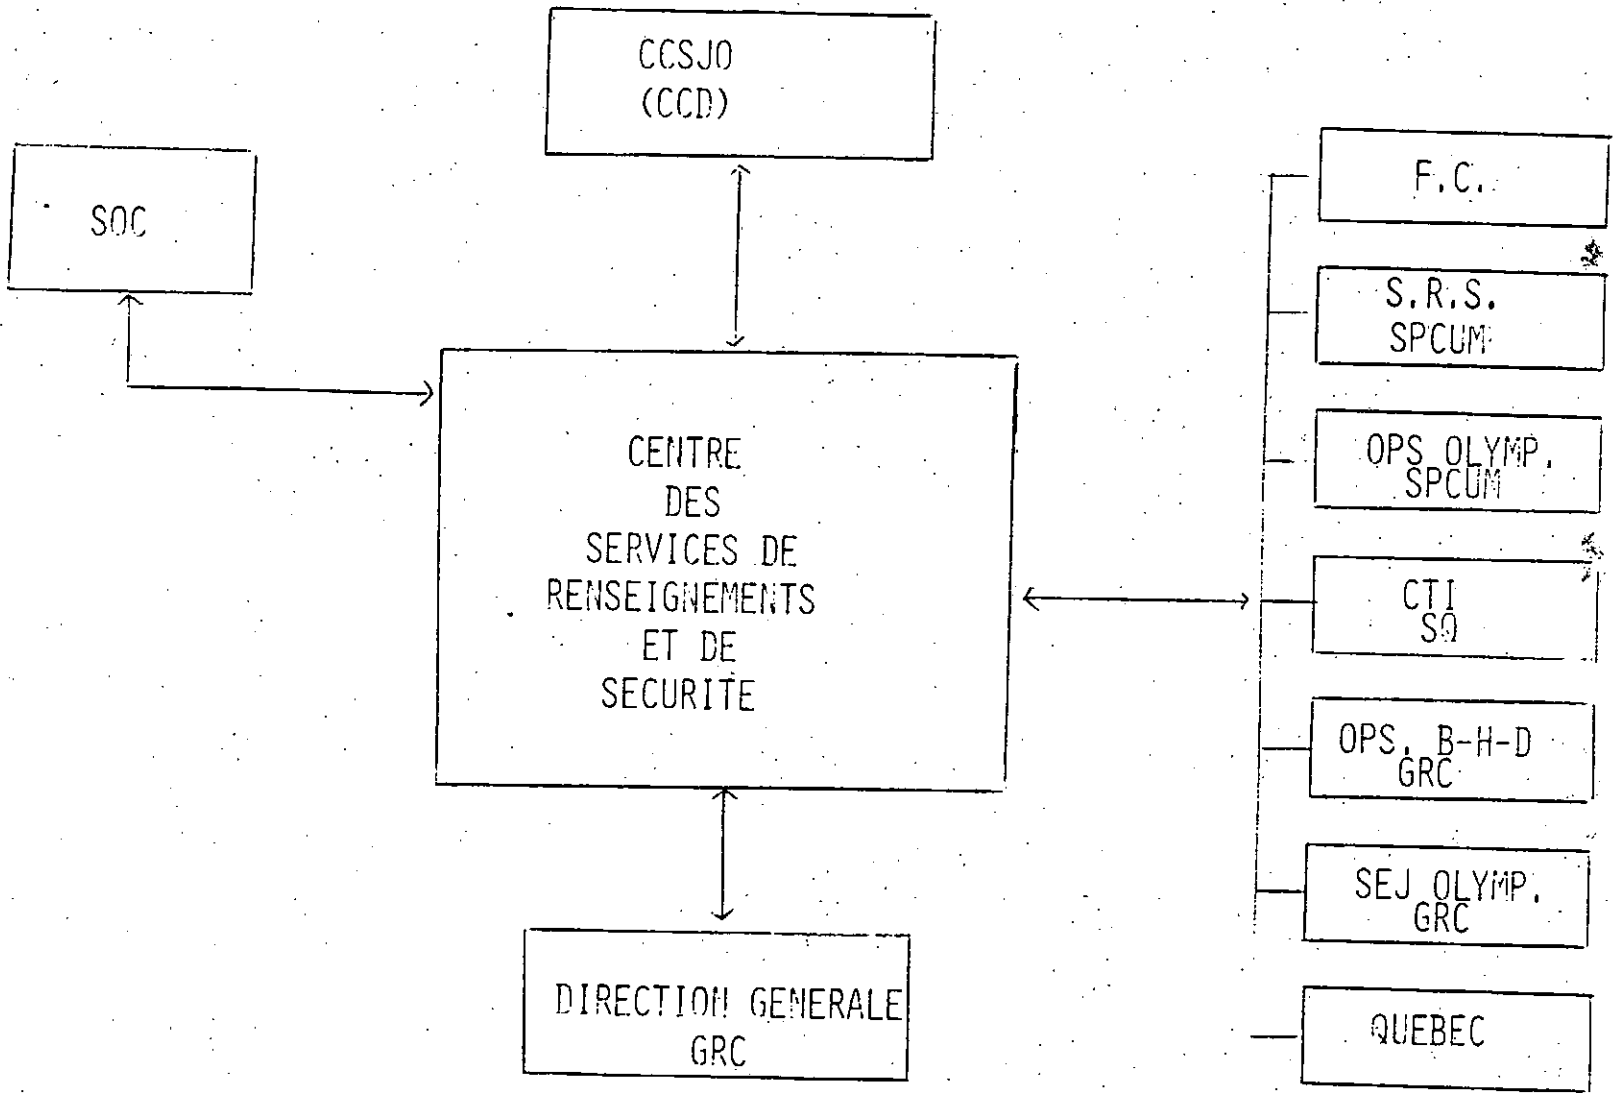 CCSJO
(CCD)
SOC
CENTRE
DES
SERVICES DE
RENSEIGNEMENTS
ET DE
SECURITE
DIRECTION GENERALE
GRC
F.C.
S.R.S.
SPCUM
OPS OLYMP.
SPCUM
CTI
SQ
OPS. B-H-D
GRC
SEJ OLYMP.
GRC
QUEBEC